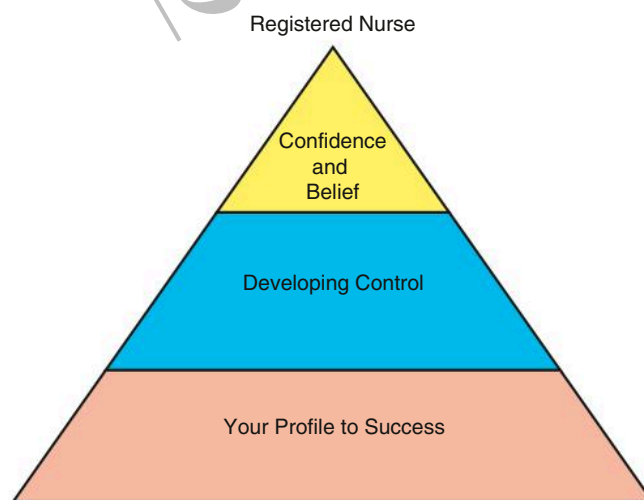 Registered Nurse
Confidence
and
Belief
Developing Control
Your Profile to Success